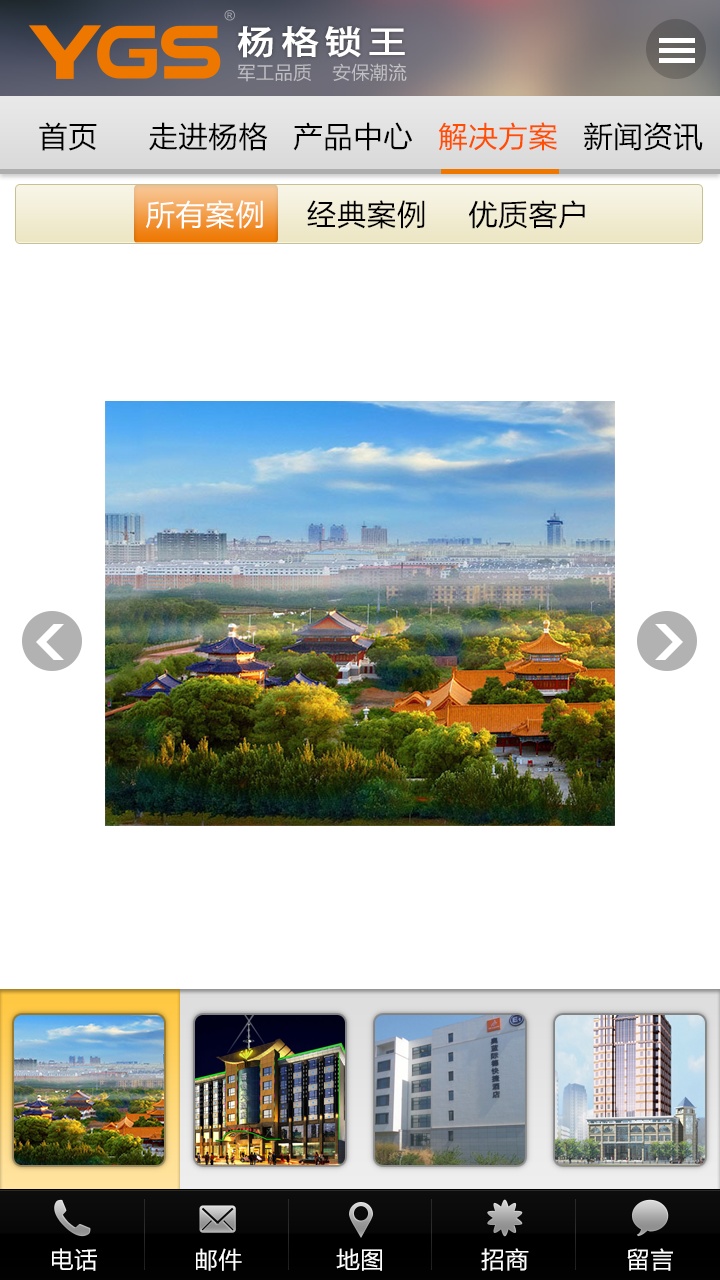 YGS® 杨格锁王
军工品质 安保潮流
首页 走进杨格 产品中心 解决方案 新闻资讯
所有案例 经典案例 优质客户
电话 邮件 地图 招商 留言